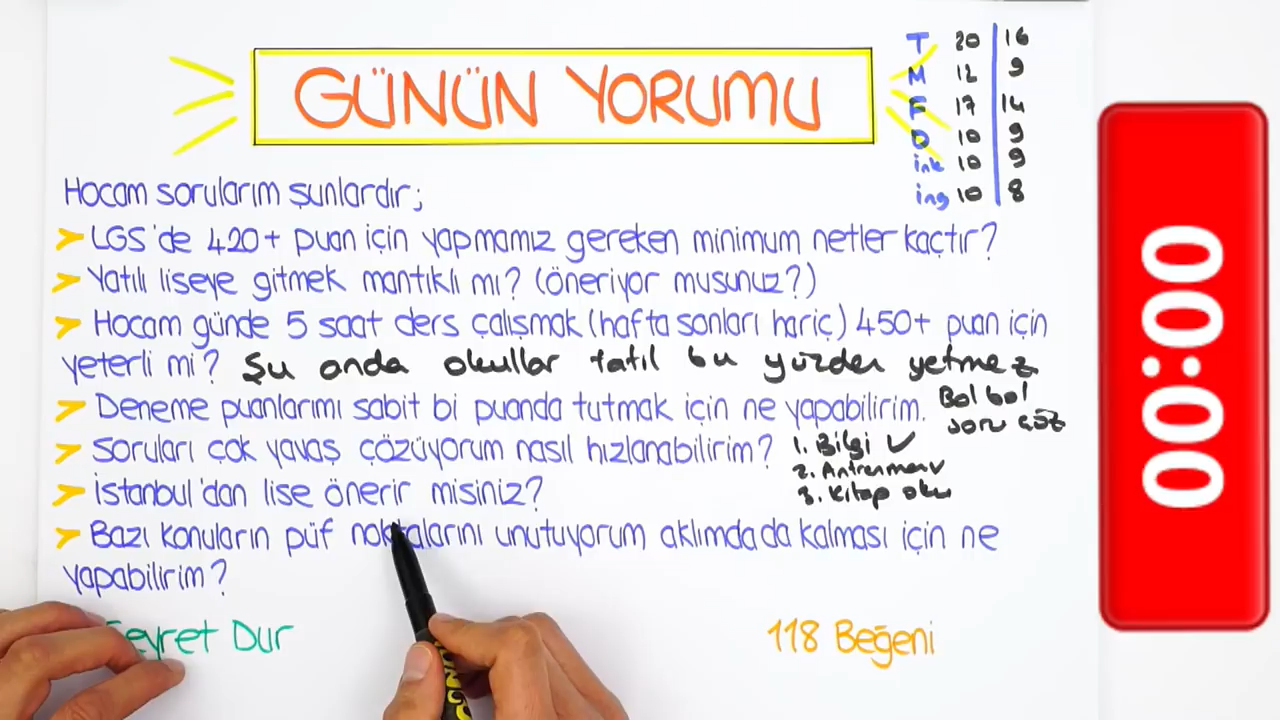 GÜNÜN YORUMU
T 20 16
M 12 9
F 17 14
D 10 9
ink 10 9
ing 10 8
Hocam sorularım şunlardır;
➤ LGS'de 420+ puan için yapmamız gereken minimum netler kaçtır?
➤ Yatılı liseye gitmek mantıklı mı? (öneriyor musunuz?)
➤ Hocam günde 5 saat ders çalışmak (hafta sonları hariç) 450+ puan için
yeterli mi? Şu anda okullar tatil bu yüzden yetmez
➤ Deneme puanlarımı sabit bi puanda tutmak için ne yapabilirim. Bol bol
soru çöz
➤ Soruları çok yavaş çözüyorum nasıl hızlanabilirim? 1. Bilgi ✓
2. Antrenman ✓
3. Kitap oku
➤ İstanbul'dan lise önerir misiniz?
➤ Bazı konuların püf noktalarını unutuyorum aklımda da kalması için ne
yapabilirim?
Seyret Dur
118 Beğeni
00:00